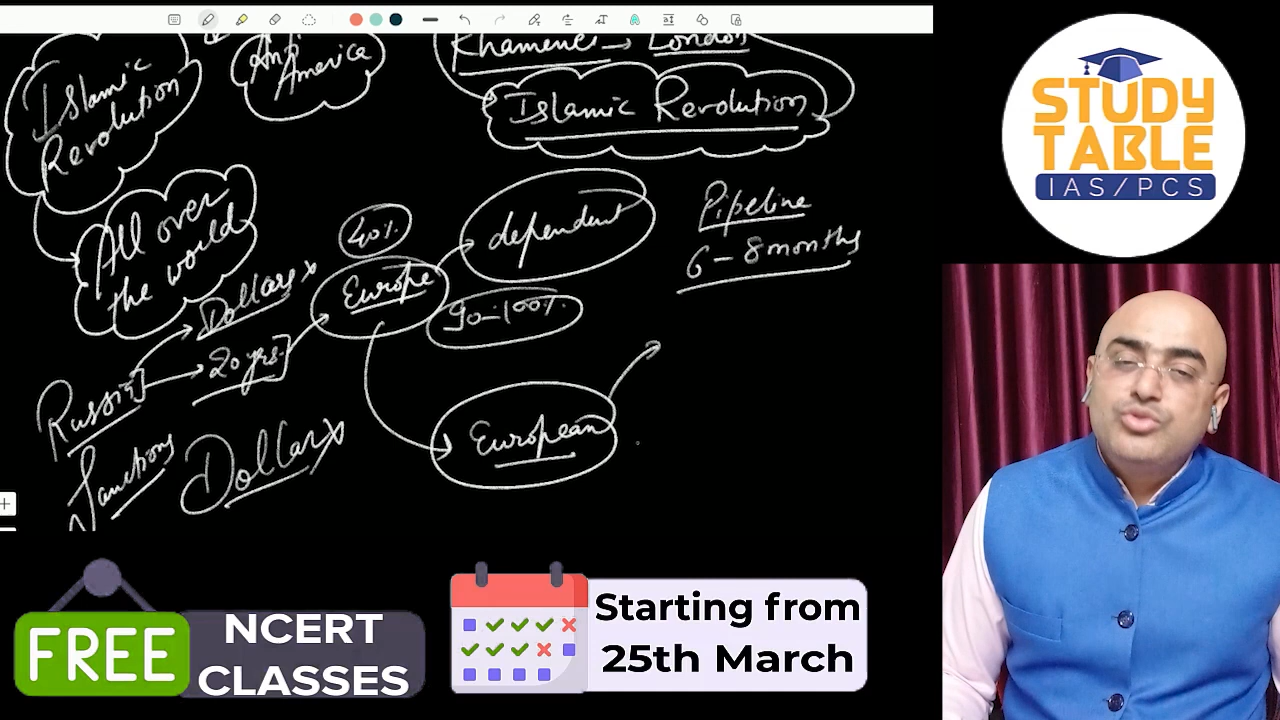 Khamenei → London
Anti
America
Islamic
Revolution
Islamic Revolution
All over
the world
40%
dependent
Pipeline
6-8 months
Dollars x
Europe
90-100%
Russia
20 yrs.
European
Sanctions
Dollar x
STUDY
TABLE
IAS/PCS
FREE
NCERT
CLASSES
Starting from
25th March